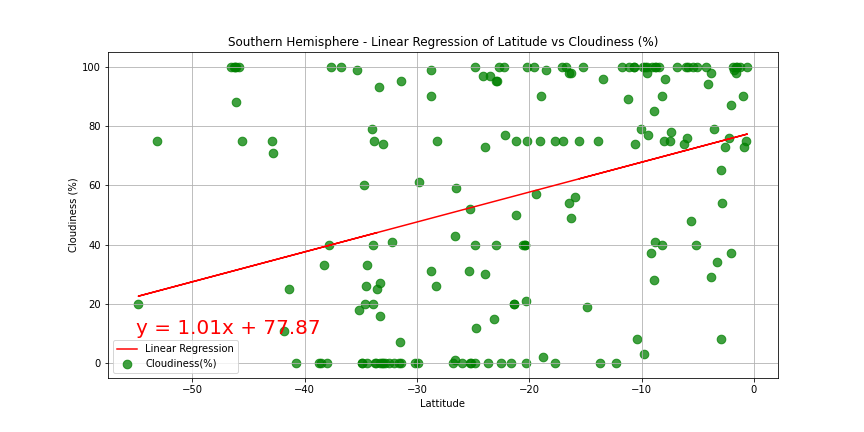 Southern Hemisphere - Linear Regression of Latitude vs Cloudiness (%)
100
80
60
40
20
0
Cloudiness (%)
y = 1.01x + 77.87
Linear Regression
Cloudiness(%)
−50
−40
−30
−20
−10
0
Lattitude